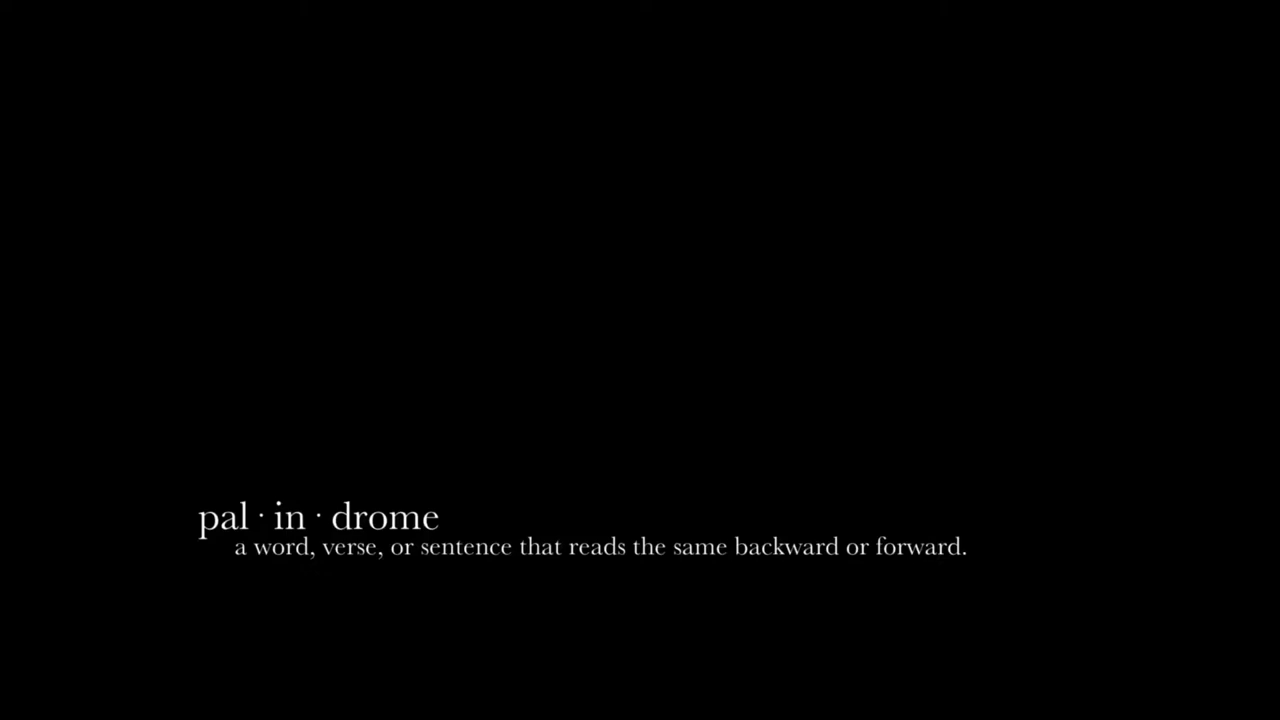 pal · in · drome
a word, verse, or sentence that reads the same backward or forward.